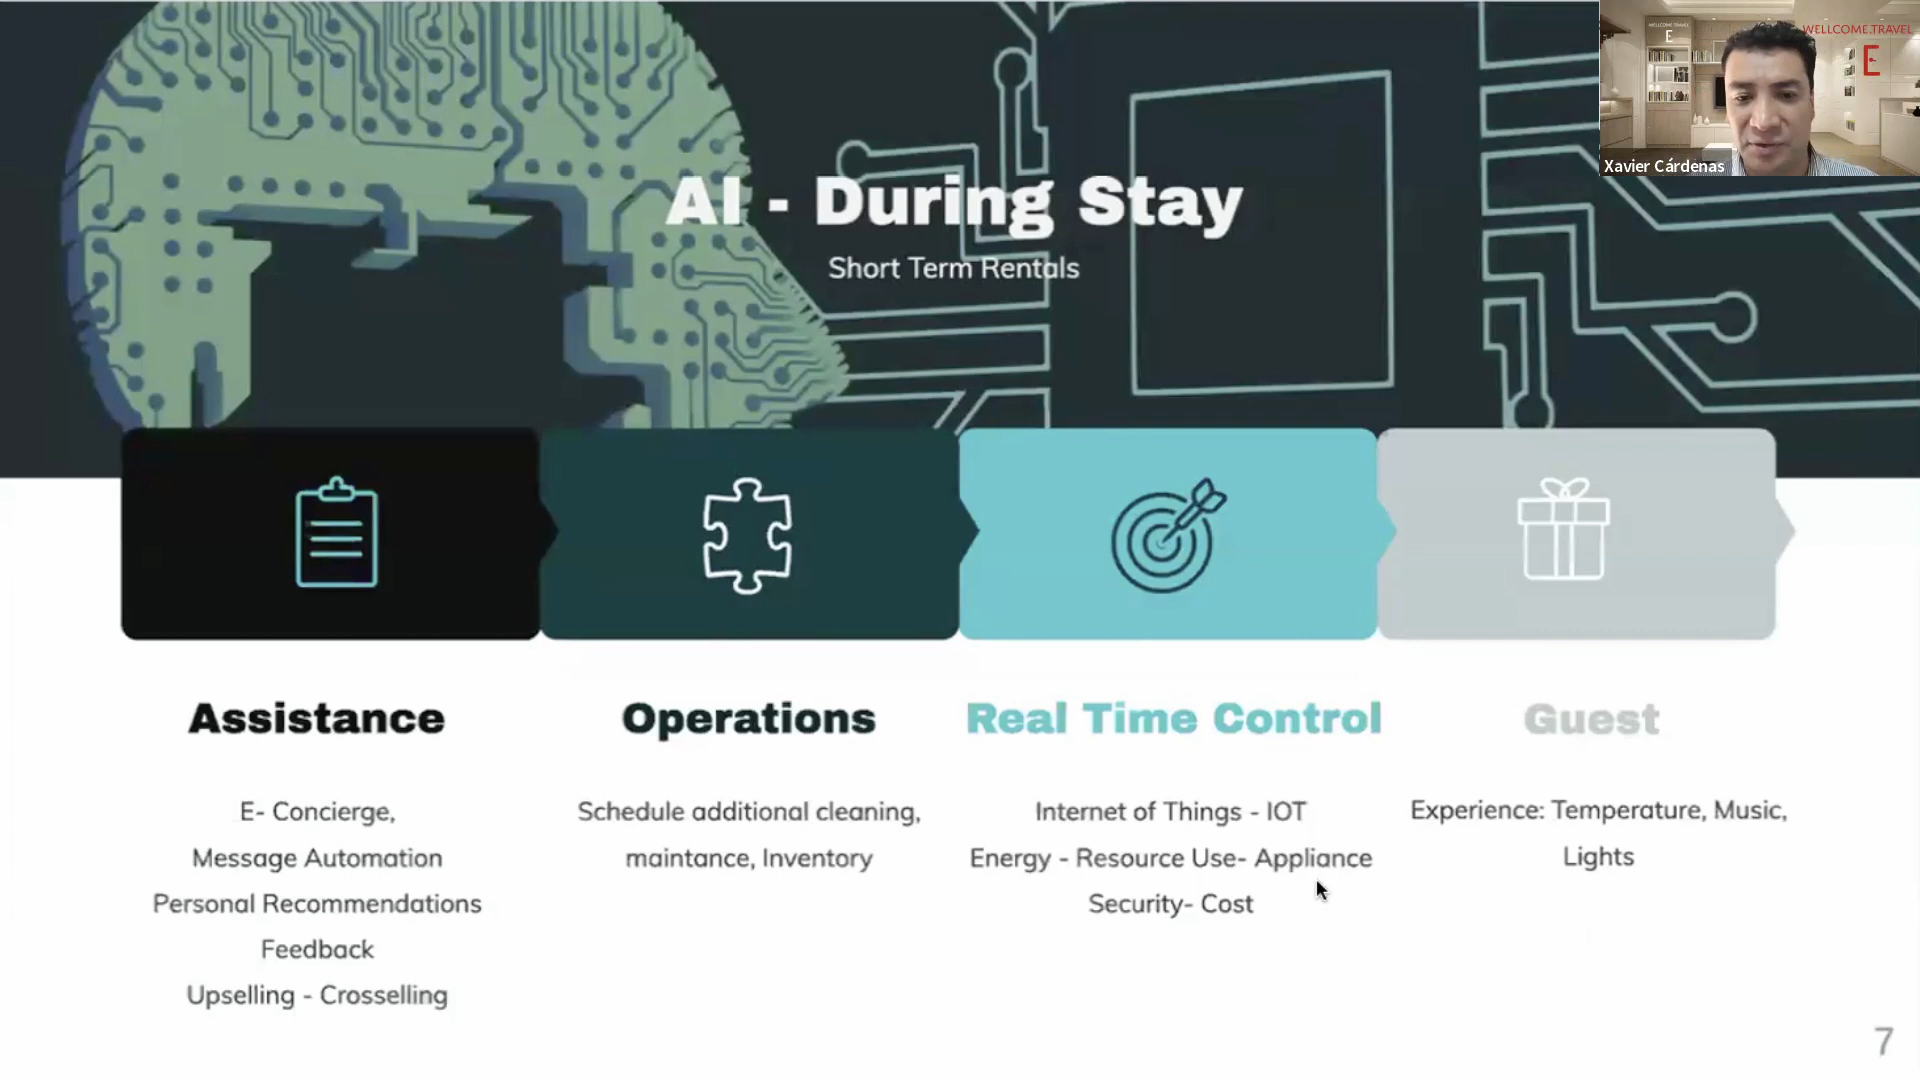 WELLCOME.TRAVEL
E
WELLCOME.TRAVEL
E
Xavier Cárdenas
AI - During Stay
Short Term Rentals
Assistance
E- Concierge,
Message Automation
Personal Recommendations
Feedback
Upselling - Crosselling
Operations
Schedule additional cleaning,
maintance, Inventory
Real Time Control
Internet of Things - IOT
Energy - Resource Use- Appliance
Security- Cost
Guest
Experience: Temperature, Music,
Lights
7